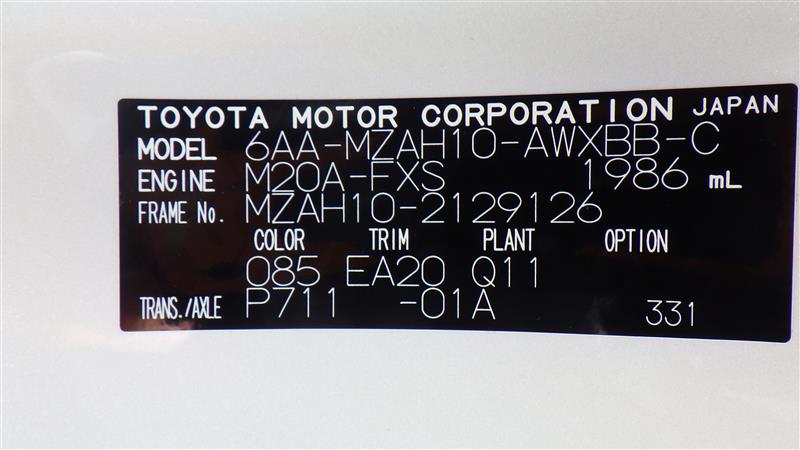 TOYOTA MOTOR CORPORATION JAPAN
MODEL 6AA-MZAH10-AWXBB-C
ENGINE M20A-FXS 1986 mL
FRAME No. MZAH10-2129126
COLOR TRIM PLANT OPTION
085 EA20 Q11
TRANS./AXLE P711 -01A 331